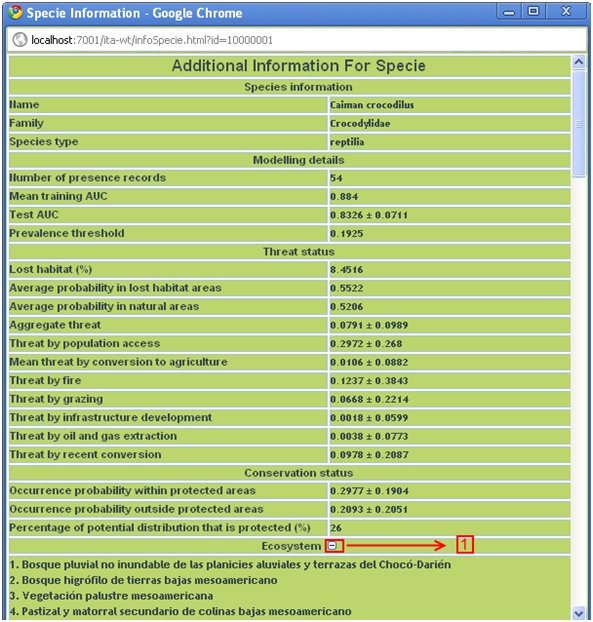 Specie Information - Google Chrome
localhost:7001/ita-wt/infoSpecie.html?id=10000001
Additional Information For Specie
Species information
Name Caiman crocodilus
Family Crocodylidae
Species type reptilia
Modelling details
Number of presence records 54
Mean training AUC 0.884
Test AUC 0.8326 ± 0.0711
Prevalence threshold 0.1925
Threat status
Lost habitat (%) 8.4516
Average probability in lost habitat areas 0.5522
Average probability in natural areas 0.5206
Aggregate threat 0.0791 ± 0.0989
Threat by population access 0.2972 ± 0.268
Mean threat by conversion to agriculture 0.0106 ± 0.0882
Threat by fire 0.1237 ± 0.3843
Threat by grazing 0.0668 ± 0.2214
Threat by infrastructure development 0.0018 ± 0.0599
Threat by oil and gas extraction 0.0038 ± 0.0773
Threat by recent conversion 0.0978 ± 0.2087
Conservation status
Occurrence probability within protected areas 0.2977 ± 0.1904
Occurrence probability outside protected areas 0.2093 ± 0.2051
Percentage of potential distribution that is protected (%) 26
Ecosystem 1
1. Bosque pluvial no inundable de las planicies aluviales y terrazas del Chocó-Darién
2. Bosque higrófilo de tierras bajas mesoamericano
3. Vegetación palustre mesoamericana
4. Pastizal y matorral secundario de colinas bajas mesoamericano